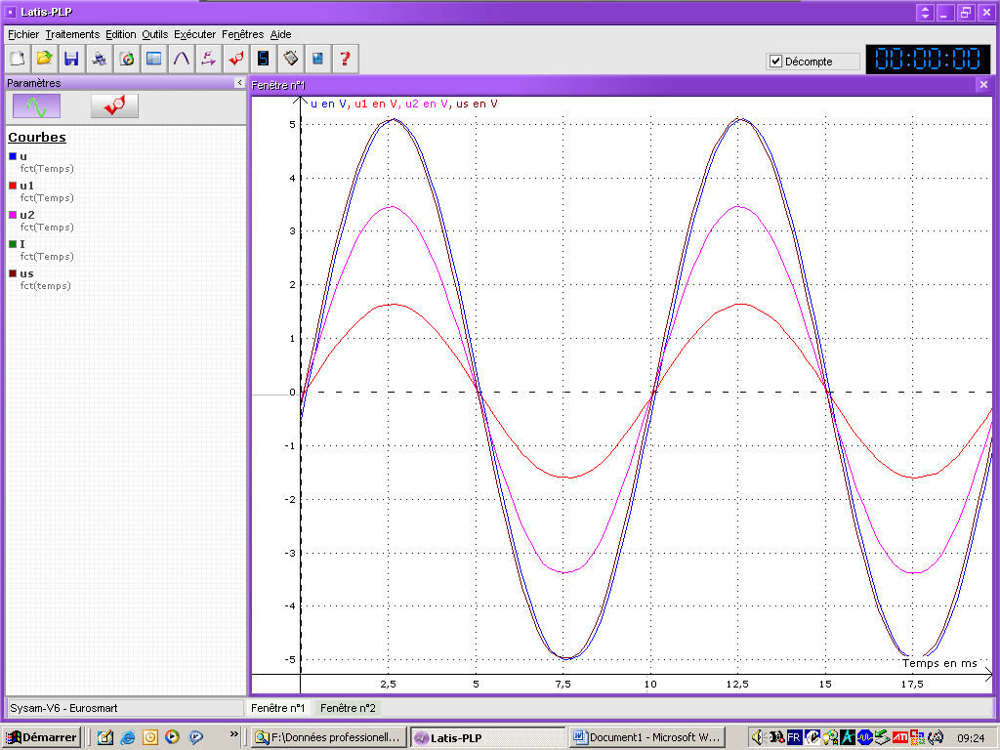 Latis-PLP
Fichier Traitements Edition Outils Exécuter Fenêtres Aide
Décompte
00:00:00
Paramètres
Fenêtre n°1
u en V, u1 en V, u2 en V, us en V
Courbes
u
fct(Temps)
u1
fct(Temps)
u2
fct(Temps)
I
fct(Temps)
us
fct(temps)
5
4
3
2
1
0
-1
-2
-3
-4
-5
Temps en ms
2,5 5 7,5 10 12,5 15 17,5
Sysam-V6 - Eurosmart
Fenêtre n°1 Fenêtre n°2
Démarrer
F:\Données professionell...
Latis-PLP
Document1 - Microsoft W...
FR
ATI
09:24